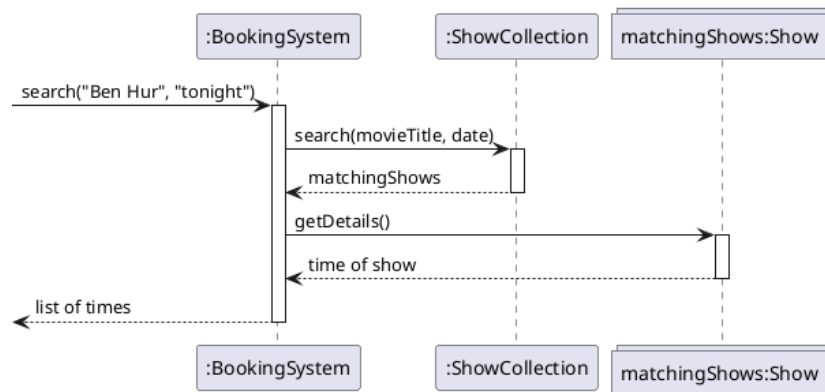 :BookingSystem
:ShowCollection
matchingShows:Show
search("Ben Hur", "tonight")
search(movieTitle, date)
matchingShows
getDetails()
time of show
list of times
:BookingSystem
:ShowCollection
matchingShows:Show